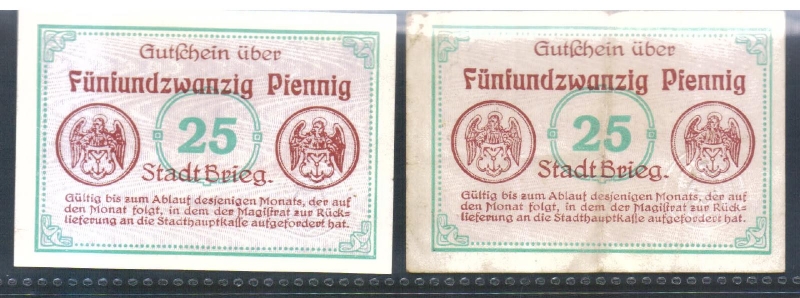 Gutschein über
Fünfundzwanzig Pfennig
25
Stadt Brieg.
Gültig bis zum Ablauf desjenigen Monats, der auf
den Monat folgt, in dem der Magistrat zur Rück-
lieferung an die Stadthauptkasse aufgefordert hat.
Gutschein über
Fünfundzwanzig Pfennig
25
Stadt Brieg.
Gültig bis zum Ablauf desjenigen Monats, der auf
den Monat folgt, in dem der Magistrat zur Rück-
lieferung an die Stadthauptkasse aufgefordert hat.